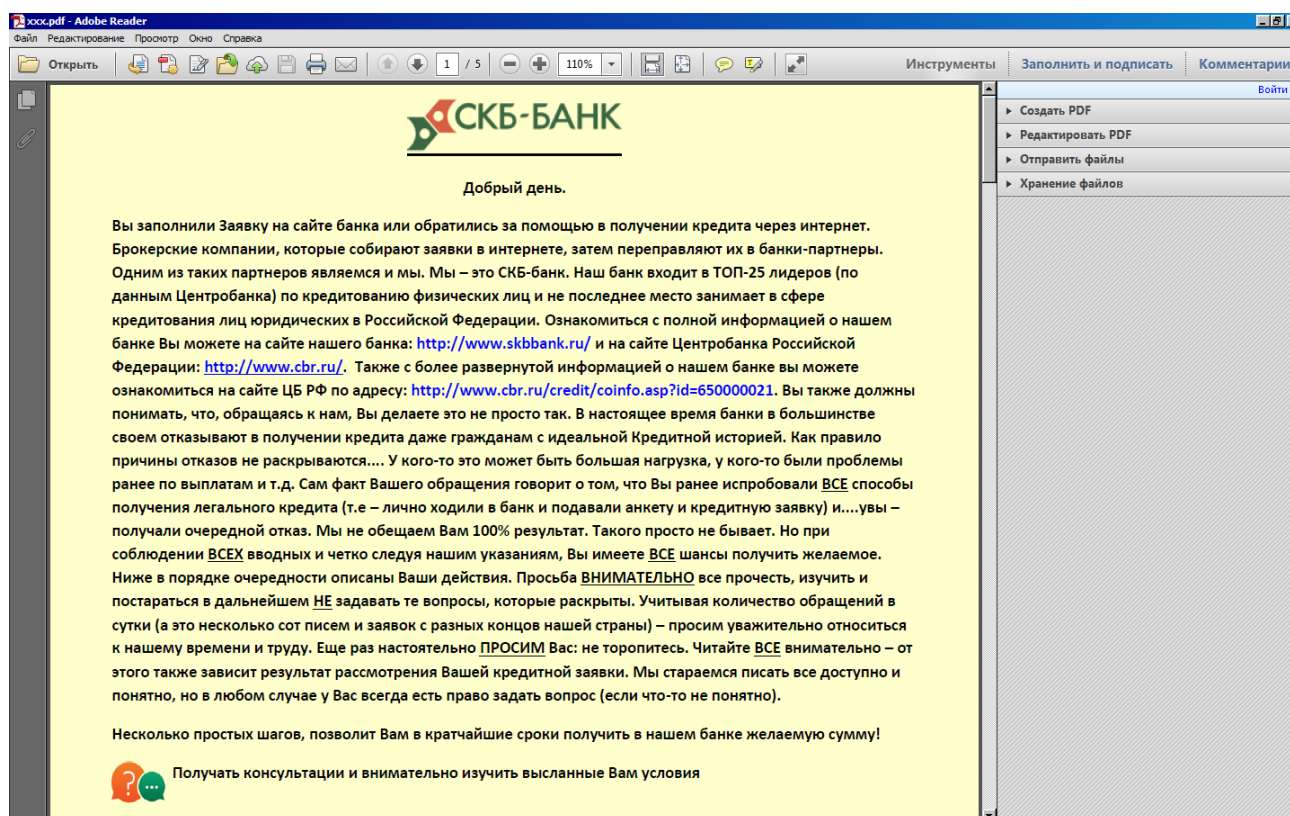 xxx.pdf - Adobe Reader
Файл Редактирование Просмотр Окно Справка
Открыть 1 / 5 110% Инструменты Заполнить и подписать Комментарии
Войти
Создать PDF
Редактировать PDF
Отправить файлы
Хранение файлов
СКБ-БАНК
Добрый день.
Вы заполнили Заявку на сайте банка или обратились за помощью в получении кредита через интернет.
Брокерские компании, которые собирают заявки в интернете, затем переправляют их в банки-партнеры.
Одним из таких партнеров являемся и мы. Мы – это СКБ-банк. Наш банк входит в ТОП-25 лидеров (по
данным Центробанка) по кредитованию физических лиц и не последнее место занимает в сфере
кредитования лиц юридических в Российской Федерации. Ознакомиться с полной информацией о нашем
банке Вы можете на сайте нашего банка: http://www.skbbank.ru/ и на сайте Центробанка Российской
Федерации: http://www.cbr.ru/. Также с более развернутой информацией о нашем банке вы можете
ознакомиться на сайте ЦБ РФ по адресу: http://www.cbr.ru/credit/coinfo.asp?id=650000021. Вы также должны
понимать, что, обращаясь к нам, Вы делаете это не просто так. В настоящее время банки в большинстве
своем отказывают в получении кредита даже гражданам с идеальной Кредитной историей. Как правило
причины отказов не раскрываются.... У кого-то это может быть большая нагрузка, у кого-то были проблемы
ранее по выплатам и т.д. Сам факт Вашего обращения говорит о том, что Вы ранее испробовали ВСЕ способы
получения легального кредита (т.е – лично ходили в банк и подавали анкету и кредитную заявку) и....увы –
получали очередной отказ. Мы не обещаем Вам 100% результат. Такого просто не бывает. Но при
соблюдении ВСЕХ вводных и четко следуя нашим указаниям, Вы имеете ВСЕ шансы получить желаемое.
Ниже в порядке очередности описаны Ваши действия. Просьба ВНИМАТЕЛЬНО все прочесть, изучить и
постараться в дальнейшем НЕ задавать те вопросы, которые раскрыты. Учитывая количество обращений в
сутки (а это несколько сот писем и заявок с разных концов нашей страны) – просим уважительно относиться
к нашему времени и труду. Еще раз настоятельно ПРОСИМ Вас: не торопитесь. Читайте ВСЕ внимательно – от
этого также зависит результат рассмотрения Вашей кредитной заявки. Мы стараемся писать все доступно и
понятно, но в любом случае у Вас всегда есть право задать вопрос (если что-то не понятно).
Несколько простых шагов, позволит Вам в кратчайшие сроки получить в нашем банке желаемую сумму!
Получать консультации и внимательно изучить высланные Вам условия